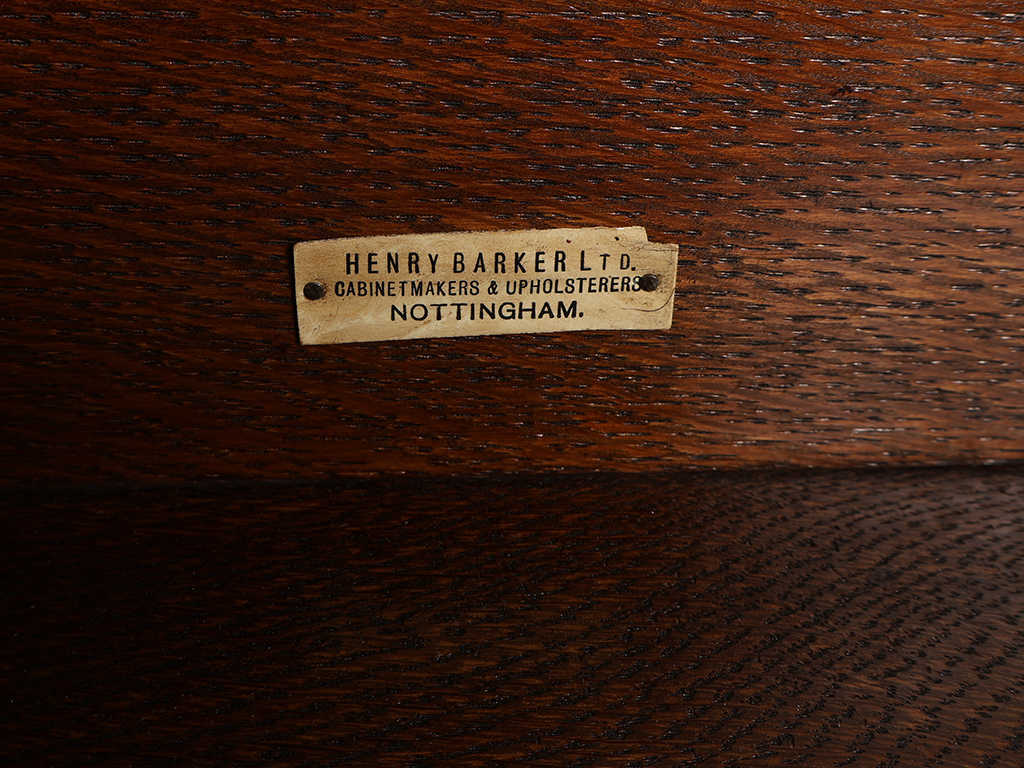 HENRY BARKER LTD.
CABINETMAKERS & UPHOLSTERERS
NOTTINGHAM.